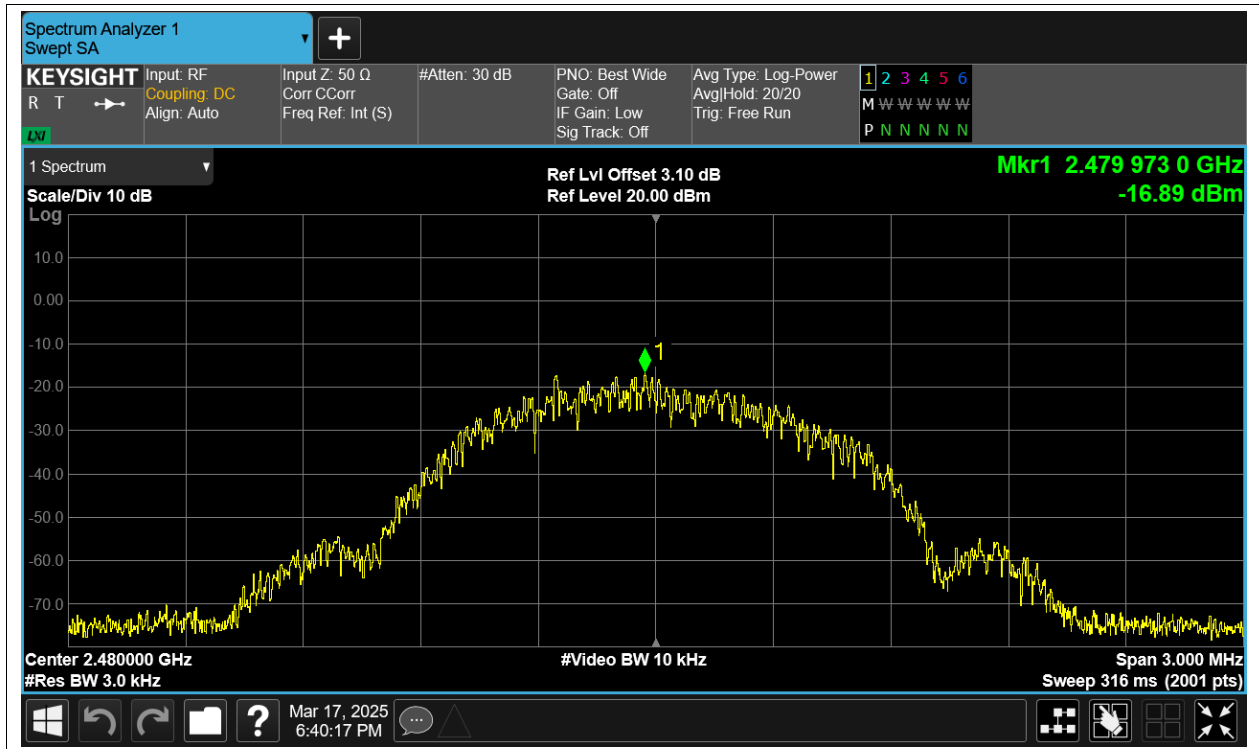 Spectrum Analyzer 1
Swept SA
KEYSIGHT
R T
LXI
Input: RF
Coupling: DC
Align: Auto
Input Z: 50 Ω
Corr CCorr
Freq Ref: Int (S)
#Atten: 30 dB
PNO: Best Wide
Gate: Off
IF Gain: Low
Sig Track: Off
Avg Type: Log-Power
Avg|Hold: 20/20
Trig: Free Run
1 2 3 4 5 6
M W W W W W
P N N N N N
1 Spectrum
Scale/Div 10 dB
Log
Ref Lvl Offset 3.10 dB
Ref Level 20.00 dBm
Mkr1 2.479 973 0 GHz
-16.89 dBm
10.0
0.00
-10.0
1
-20.0
-30.0
-40.0
-50.0
-60.0
-70.0
Center 2.480000 GHz
#Res BW 3.0 kHz
#Video BW 10 kHz
Span 3.000 MHz
Sweep 316 ms (2001 pts)
?
Mar 17, 2025
6:40:17 PM